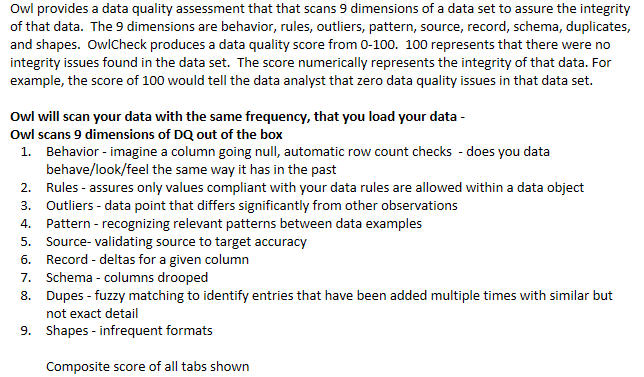 Owl provides a data quality assessment that that scans 9 dimensions of a data set to assure the integrity
of that data.  The 9 dimensions are behavior, rules, outliers, pattern, source, record, schema, duplicates,
and shapes.  OwlCheck produces a data quality score from 0-100.  100 represents that there were no
integrity issues found in the data set.  The score numerically represents the integrity of that data. For
example, the score of 100 would tell the data analyst that zero data quality issues in that data set.
Owl will scan your data with the same frequency, that you load your data -
Owl scans 9 dimensions of DQ out of the box
1. Behavior - imagine a column going null, automatic row count checks  - does you data
behave/look/feel the same way it has in the past
2. Rules - assures only values compliant with your data rules are allowed within a data object
3. Outliers - data point that differs significantly from other observations
4. Pattern - recognizing relevant patterns between data examples
5. Source- validating source to target accuracy
6. Record - deltas for a given column
7. Schema - columns drooped
8. Dupes - fuzzy matching to identify entries that have been added multiple times with similar but
not exact detail
9. Shapes - infrequent formats
Composite score of all tabs shown